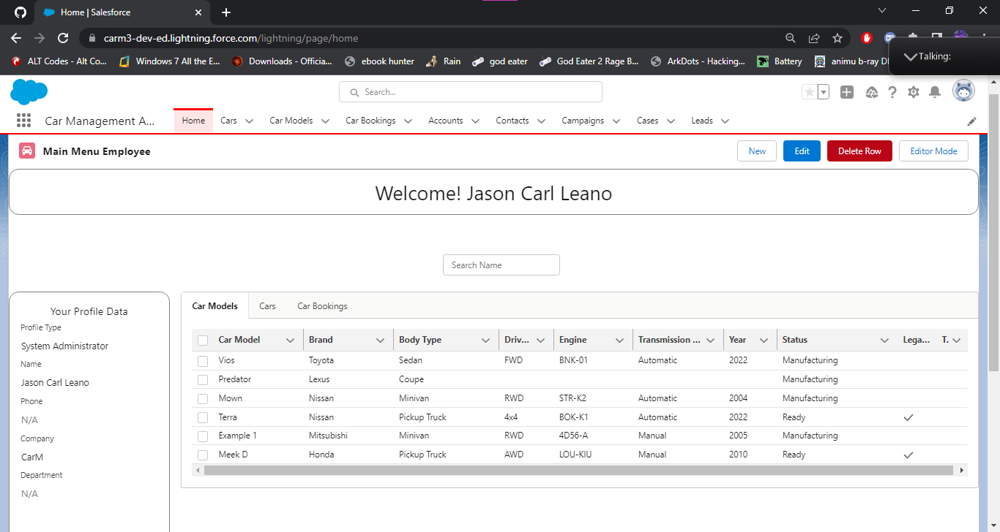 Home | Salesforce
carm3-dev-ed.lightning.force.com/lightning/page/home
ALT Codes - Alt Co... Windows 7 All the E... Downloads - Officia... ebook hunter Rain god eater God Eater 2 Rage B... ArkDots - Hacking... Battery animu b-ray
Talking:
Search...
Car Management A... Home Cars Car Models Car Bookings Accounts Contacts Campaigns Cases Leads
Main Menu Employee New Edit Delete Row Editor Mode
Welcome! Jason Carl Leano
Search Name
Your Profile Data
Profile Type
System Administrator
Name
Jason Carl Leano
Phone
N/A
Company
CarM
Department
N/A
Car Models Cars Car Bookings
Car Model Brand Body Type Driv... Engine Transmission ... Year Status Lega... T.
Vios Toyota Sedan FWD BNK-01 Automatic 2022 Manufacturing
Predator Lexus Coupe Manufacturing
Mown Nissan Minivan RWD STR-K2 Automatic 2004 Manufacturing
Terra Nissan Pickup Truck 4x4 BOK-K1 Automatic 2022 Ready
Example 1 Mitsubishi Minivan RWD 4D56-A Manual 2005 Manufacturing
Meek D Honda Pickup Truck AWD LOU-KIU Manual 2010 Ready